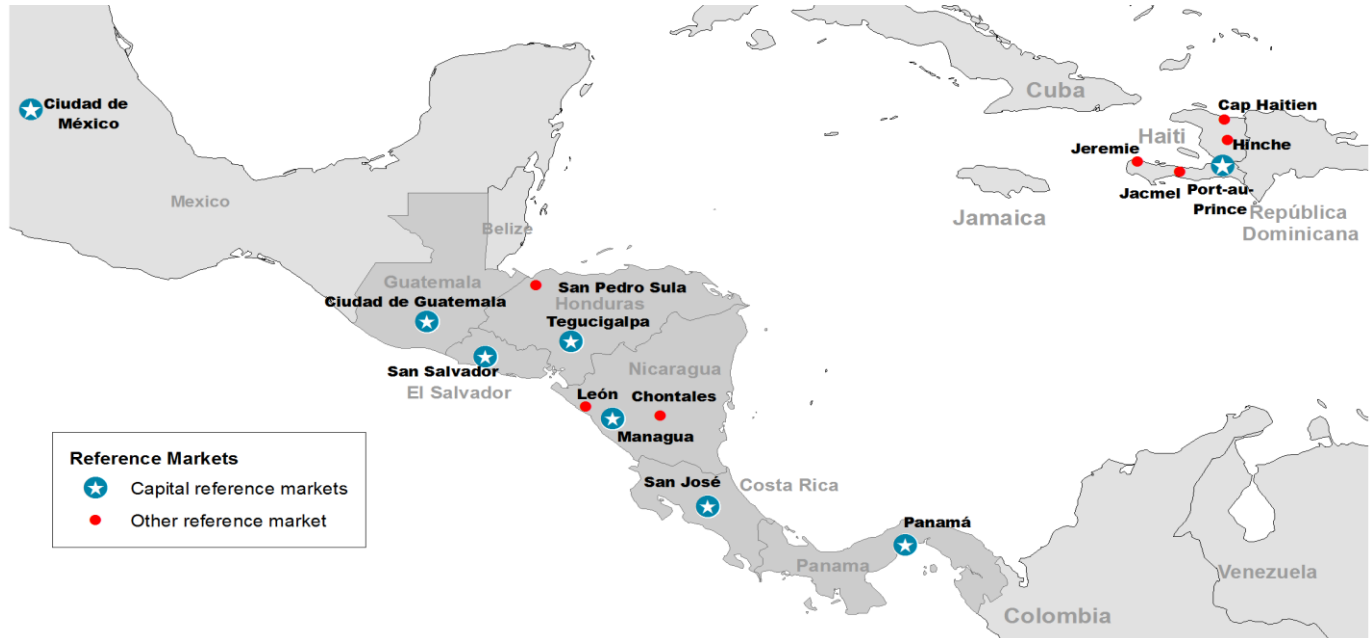 Ciudad de
México
Mexico
Belize
Guatemala
Ciudad de Guatemala
San Pedro Sula
Honduras
Tegucigalpa
San Salvador
El Salvador
Nicaragua
León
Chontales
Managua
San José
Costa Rica
Panamá
Panama
Colombia
Venezuela
Cuba
Jamaica
Haiti
Cap Haitien
Hinche
Jeremie
Jacmel
Port-au-
Prince
República
Dominicana
Reference Markets
Capital reference markets
Other reference market